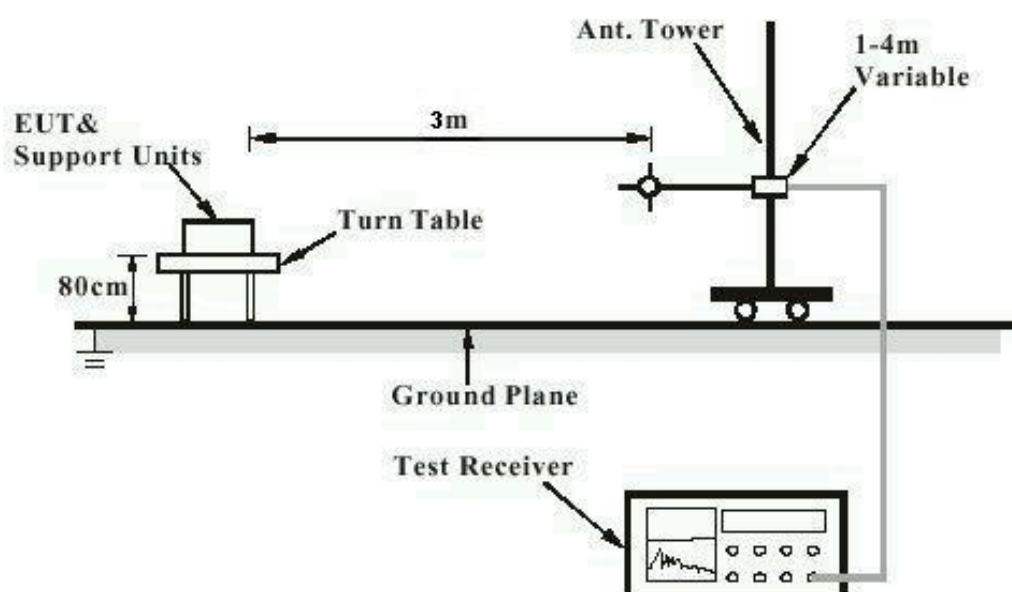 Ant. Tower
1-4m
Variable
3m
EUT&
Support Units
Turn Table
80cm
Ground Plane
Test Receiver